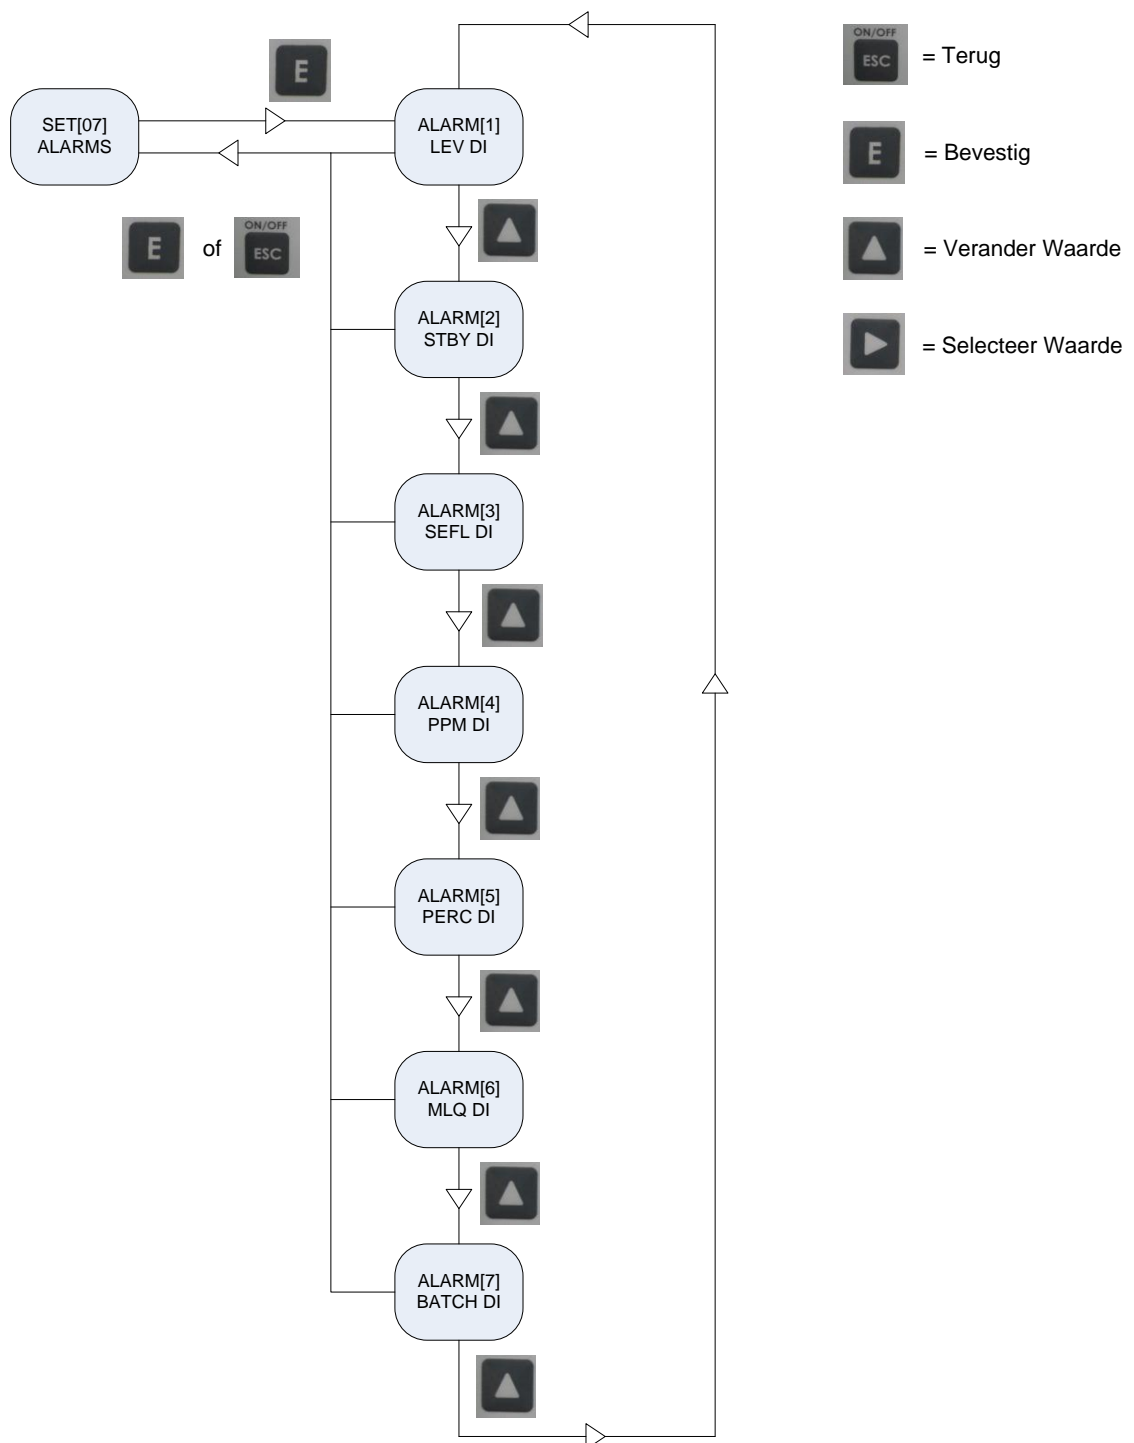 E
SET[07]
ALARMS
ALARM[1]
LEV DI
E
of
ON/OFF
ESC
ALARM[2]
STBY DI
ALARM[3]
SEFL DI
ALARM[4]
PPM DI
ALARM[5]
PERC DI
ALARM[6]
MLQ DI
ALARM[7]
BATCH DI
ON/OFF
ESC
= Terug
E
= Bevestig
= Verander Waarde
= Selecteer Waarde